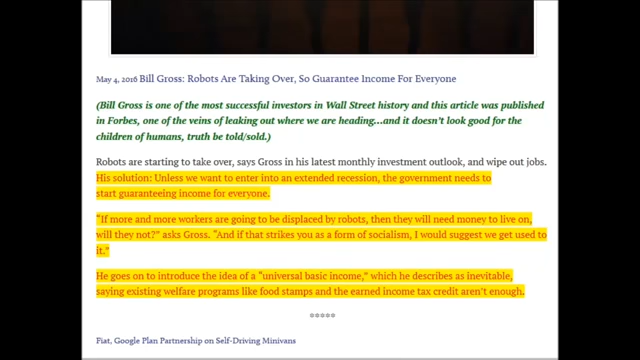 May 4, 2016 Bill Gross: Robots Are Taking Over, So Guarantee Income For Everyone
(Bill Gross is one of the most successful investors in Wall Street history and this article was published
in Forbes, one of the veins of leaking out where we are heading...and it doesn't look good for the
children of humans, truth be told/sold.)
Robots are starting to take over, says Gross in his latest monthly investment outlook, and wipe out jobs.
His solution: Unless we want to enter into an extended recession, the government needs to
start guaranteeing income for everyone.
"If more and more workers are going to be displaced by robots, then they will need money to live on,
will they not?" asks Gross. "And if that strikes you as a form of socialism, I would suggest we get used to
it."
He goes on to introduce the idea of a "universal basic income," which he describes as inevitable,
saying existing welfare programs like food stamps and the earned income tax credit aren't enough.
*****
Fiat, Google Plan Partnership on Self-Driving Minivans